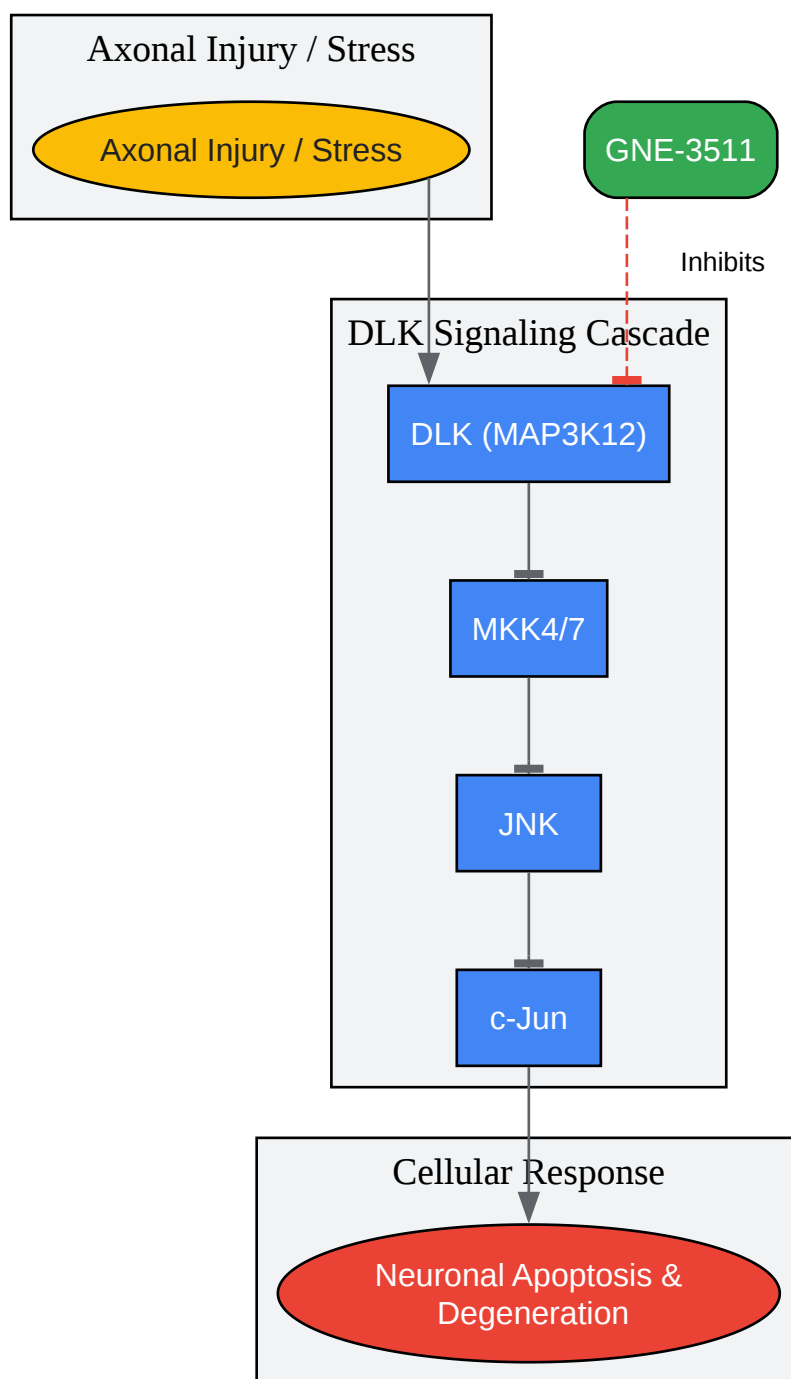 Axonal Injury / Stress
Axonal Injury / Stress
GNE-3511
Inhibits
DLK Signaling Cascade
DLK (MAP3K12)
MKK4/7
JNK
c-Jun
Cellular Response
Neuronal Apoptosis &
Degeneration